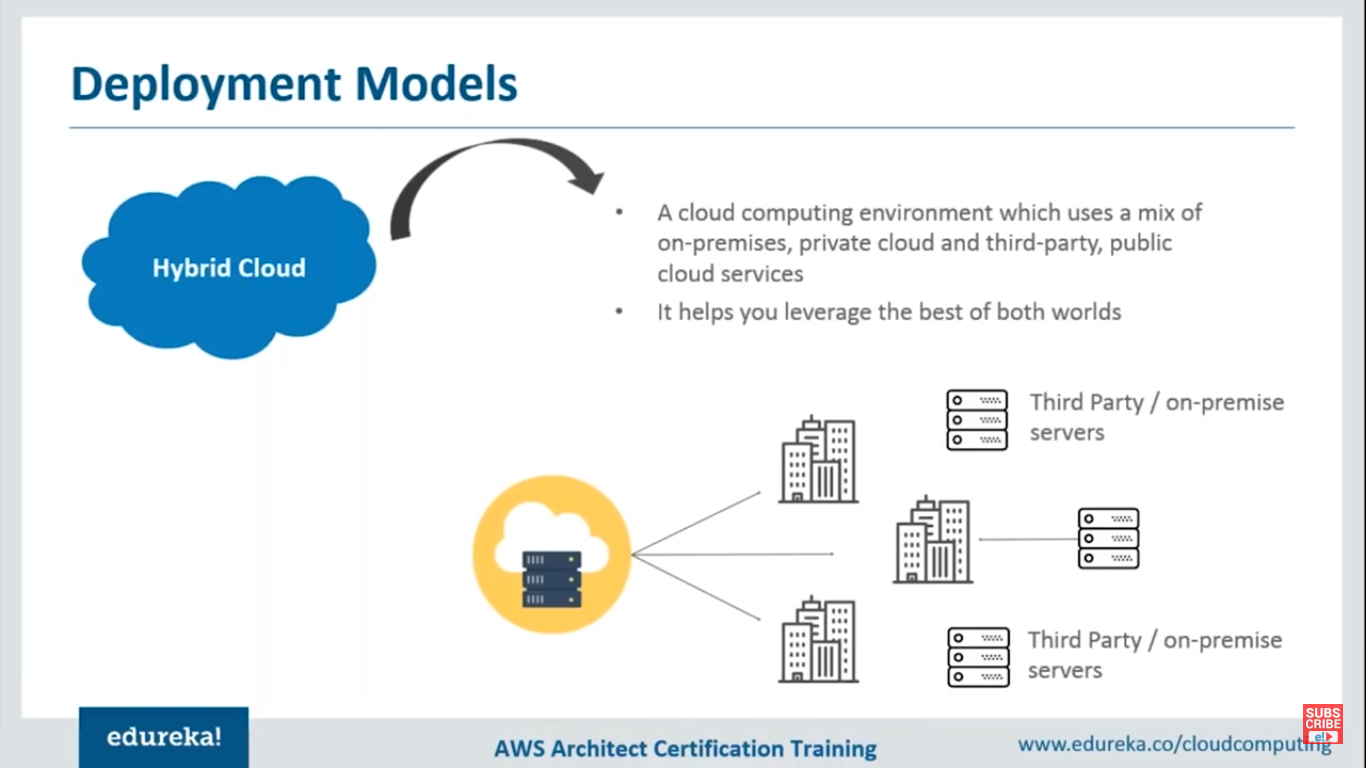 Deployment Models
Hybrid Cloud
• A cloud computing environment which uses a mix of
on-premises, private cloud and third-party, public
cloud services
• It helps you leverage the best of both worlds
Third Party / on-premise
servers
Third Party / on-premise
servers
edureka!
AWS Architect Certification Training
www.edureka.co/cloudcomputing
SUBS
CRIBE
e!